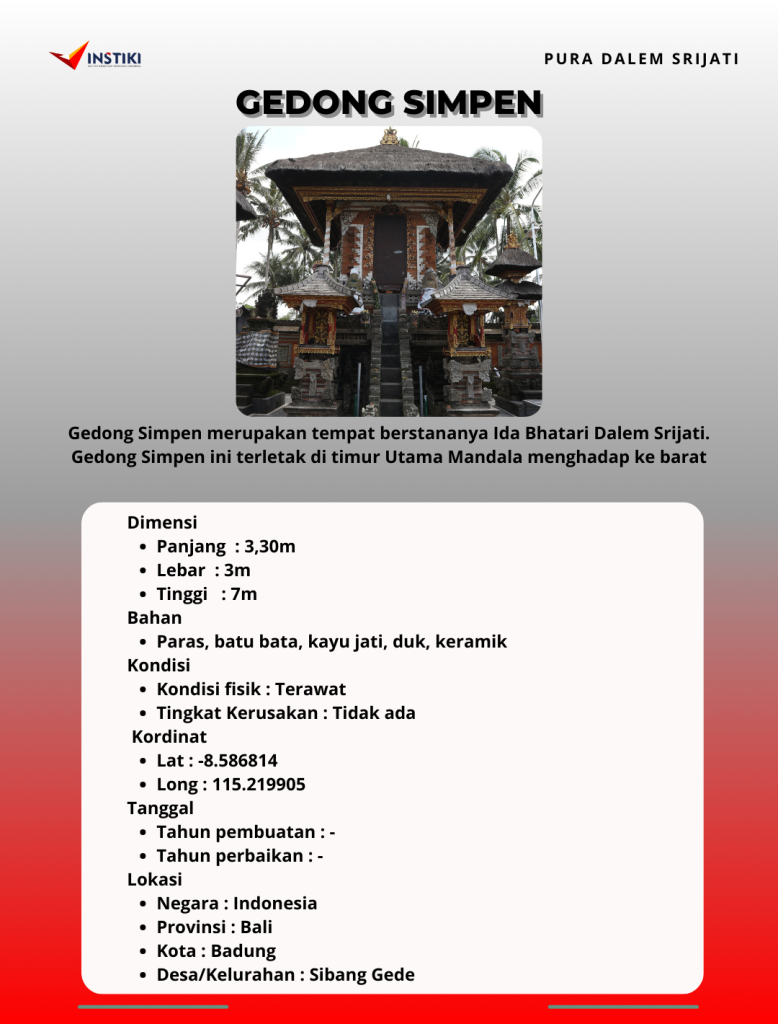 INSTIKI
PURA DALEM SRIJATI
GEDONG SIMPEN
Gedong Simpen merupakan tempat berstananya Ida Bhatari Dalem Srijati.
Gedong Simpen ini terletak di timur Utama Mandala menghadap ke barat
Dimensi
• Panjang : 3,30m
• Lebar : 3m
• Tinggi : 7m
Bahan
• Paras, batu bata, kayu jati, duk, keramik
Kondisi
• Kondisi fisik : Terawat
• Tingkat Kerusakan : Tidak ada
Kordinat
• Lat : -8.586814
• Long : 115.219905
Tanggal
• Tahun pembuatan : -
• Tahun perbaikan : -
Lokasi
• Negara : Indonesia
• Provinsi : Bali
• Kota : Badung
• Desa/Kelurahan : Sibang Gede